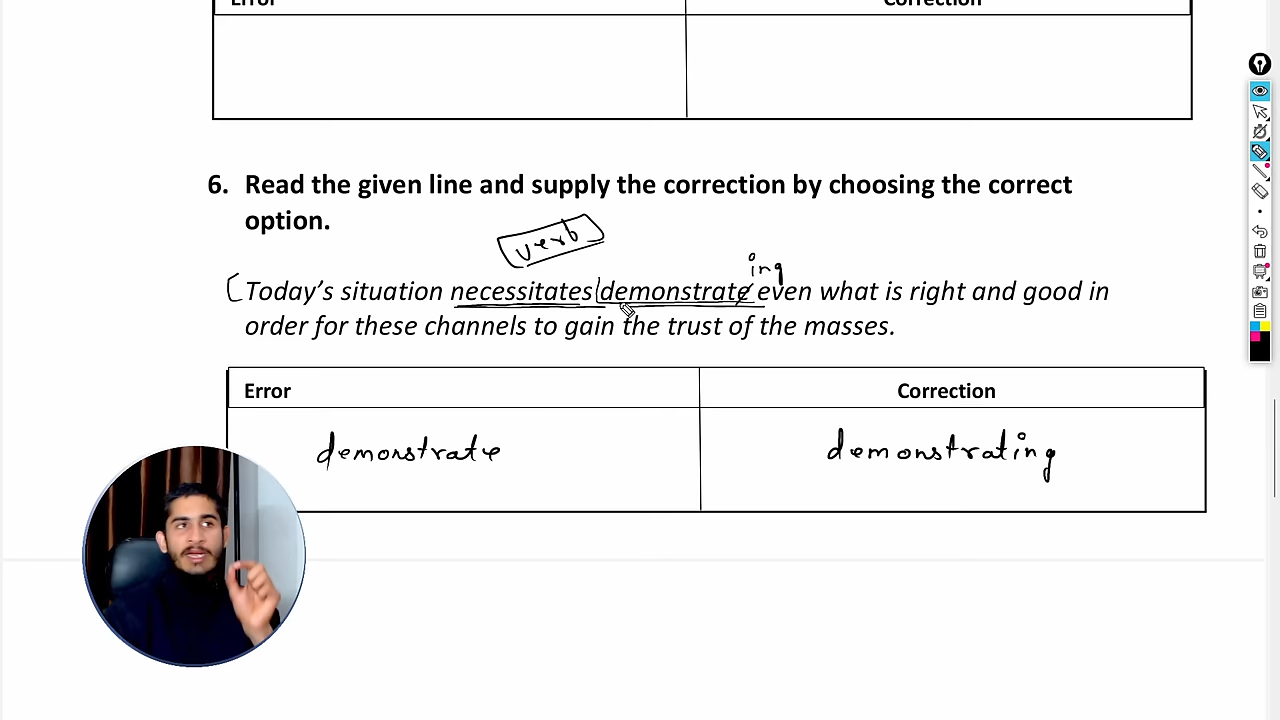 Error Correction
6. Read the given line and supply the correction by choosing the correct
option.
verb
ing
Today's situation necessitates demonstrate even what is right and good in
order for these channels to gain the trust of the masses.
Error Correction
demonstrate demonstrating